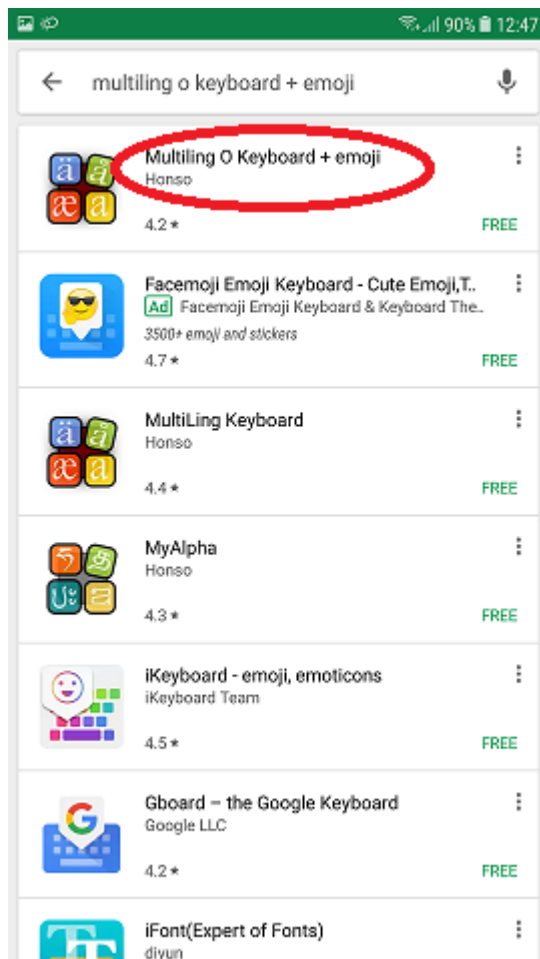 90% 12:47
multiling o keyboard + emoji
Multiling O Keyboard + emoji
Honso
4.2 ★ FREE
Facemoji Emoji Keyboard - Cute Emoji,T..
Ad Facemoji Emoji Keyboard & Keyboard The..
3500+ emoji and stickers
4.7 ★ FREE
MultiLing Keyboard
Honso
4.4 ★ FREE
MyAlpha
Honso
4.3 ★ FREE
iKeyboard - emoji, emoticons
iKeyboard Team
4.5 ★ FREE
Gboard – the Google Keyboard
Google LLC
4.2 ★ FREE
iFont(Expert of Fonts)
diyun